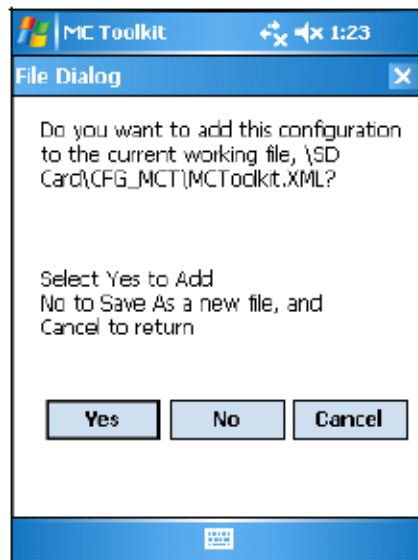 MC Toolkit 1:23
File Dialog
Do you want to add this configuration
to the current working file, \SD
Card\CFG_MCT\MCToolkit.XML?
Select Yes to Add
No to Save As a new file, and
Cancel to return
Yes No Cancel